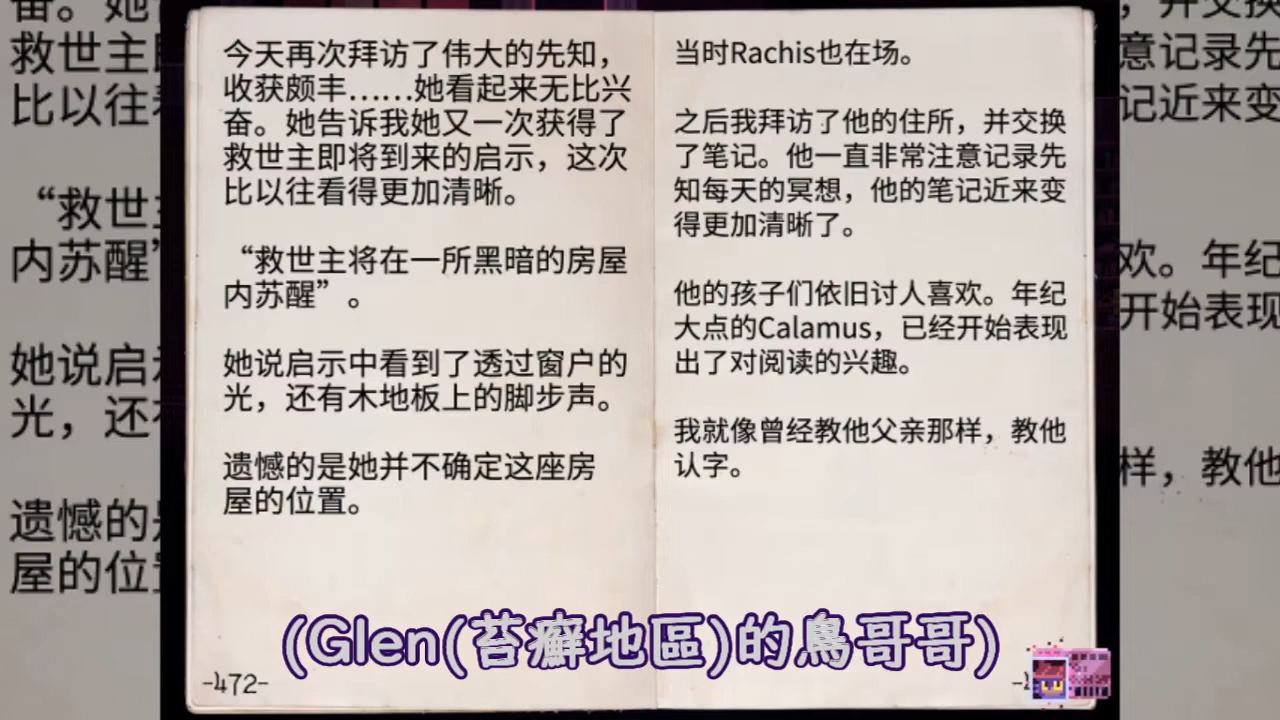 今天再次拜访了伟大的先知，
收获颇丰……她看起来无比兴
奋。她告诉我她又一次获得了
救世主即将到来的启示，这次
比以往看得更加清晰。
“救世主将在一所黑暗的房屋
内苏醒”。
她说启示中看到了透过窗户的
光，还有木地板上的脚步声。
遗憾的是她并不确定这座房
屋的位置。
-472-
当时Rachis也在场。
之后我拜访了他的住所，并交换
了笔记。他一直非常注意记录先
知每天的冥想，他的笔记近来变
得更加清晰了。
他的孩子们依旧讨人喜欢。年纪
大点的Calamus，已经开始表现
出了对阅读的兴趣。
我就像曾经教他父亲那样，教他
认字。
(Glen(苔癬地區)的鳥哥哥)